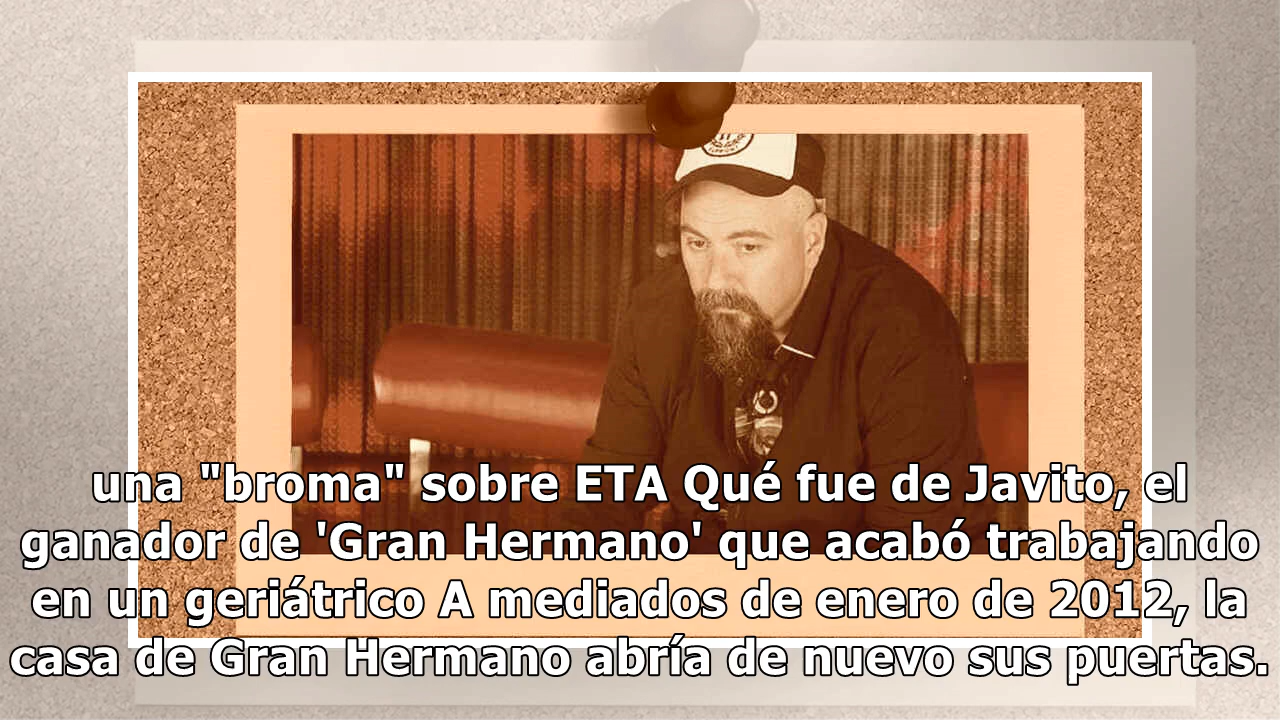 SUPPORT
una "broma" sobre ETA Qué fue de Javito, el
ganador de 'Gran Hermano' que acabó trabajando
en un geriátrico A mediados de enero de 2012, la
casa de Gran Hermano abría de nuevo sus puertas.